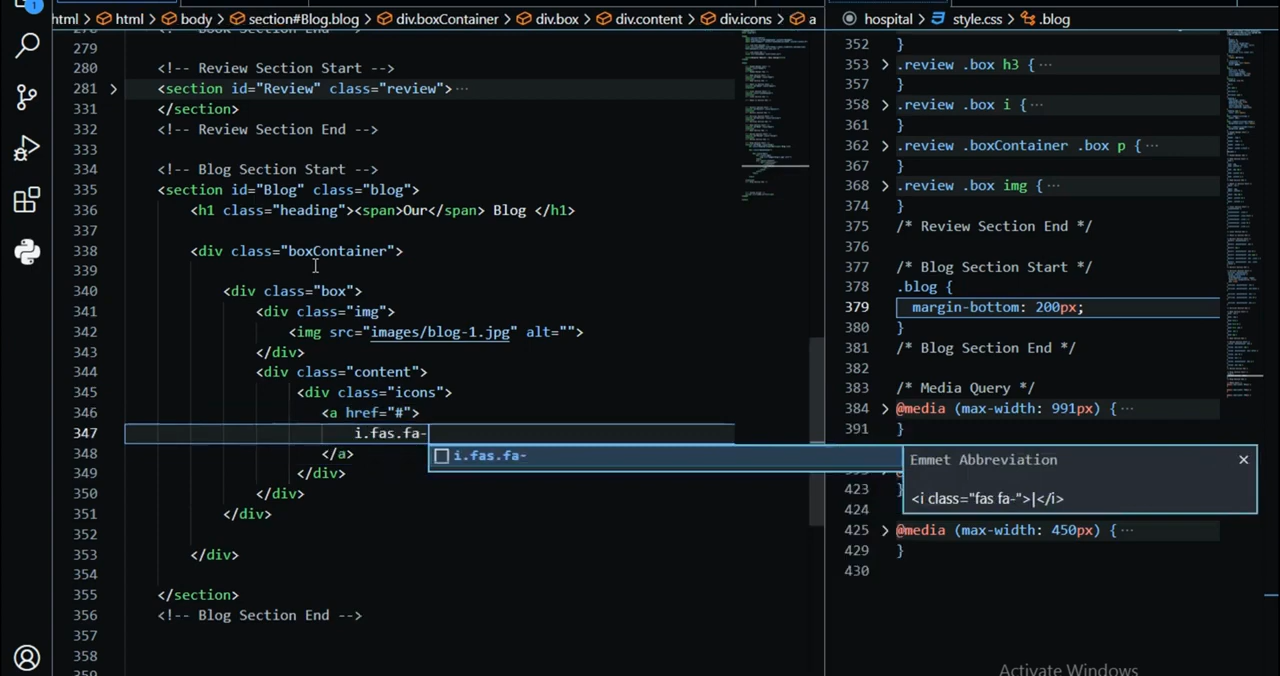 1
html > html > body > section#Blog.blog > div.boxContainer > div.box > div.content > div.icons > a
279
280 <!-- Review Section Start -->
281 > <section id="Review" class="review">···
331 </section>
332 <!-- Review Section End -->
333
334 <!-- Blog Section Start -->
335 <section id="Blog" class="blog">
336 <h1 class="heading"><span>Our</span> Blog </h1>
337
338 <div class="boxContainer">
339
340 <div class="box">
341 <div class="img">
342 <img src="images/blog-1.jpg" alt="">
343 </div>
344 <div class="content">
345 <div class="icons">
346 <a href="#">
347 i.fas.fa-
348 </a>
349 </div>
350 </div>
351 </div>
352
353 </div>
354
355 </section>
356 <!-- Blog Section End -->
357
358
359
i.fas.fa-
Emmet Abbreviation
<i class="fas fa-">|</i>
hospital > style.css > .blog
352 }
353 > .review .box h3 {···
357 }
358 > .review .box i {···
361 }
362 > .review .boxContainer .box p {···
367 }
368 > .review .box img {···
374 }
375 /* Review Section End */
376
377 /* Blog Section Start */
378 .blog {
379 margin-bottom: 200px;
380 }
381 /* Blog Section End */
382
383 /* Media Query */
384 > @media (max-width: 991px) {···
391 }
423 }
424
425 > @media (max-width: 450px) {···
429 }
430
Activate Windows